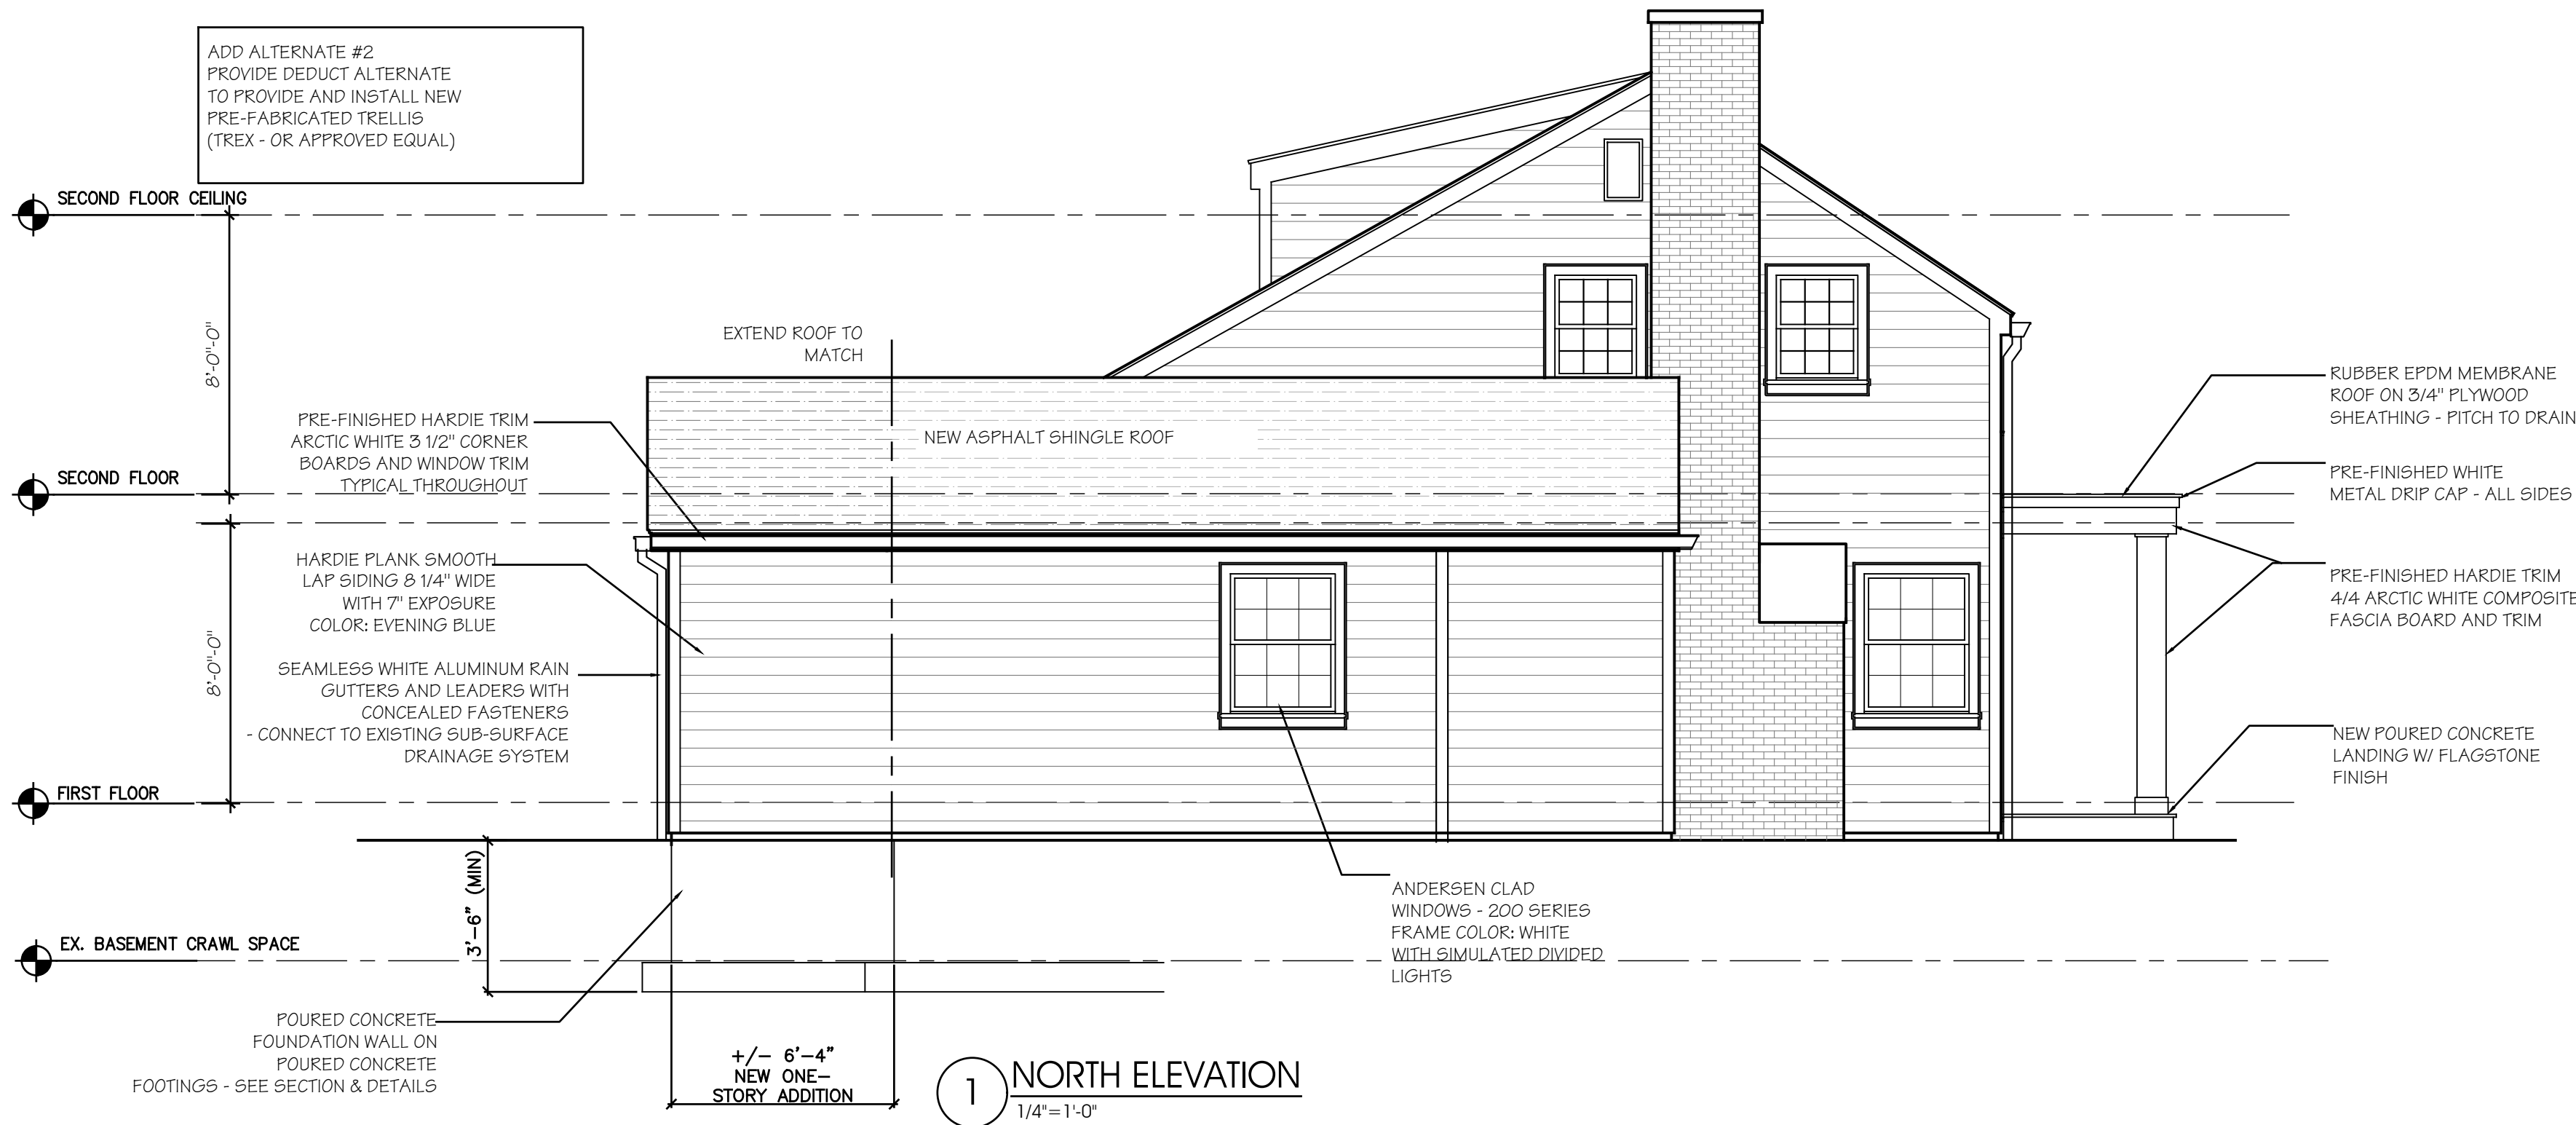 ADD ALTERNATE #2
PROVIDE DEDUCT ALTERNATE
TO PROVIDE AND INSTALL NEW
PRE-FABRICATED TRELLIS
(TREX - OR APPROVED EQUAL)
SECOND FLOOR CEILING
8'-0"-0"
SECOND FLOOR
8'-0"-0"
FIRST FLOOR
EX. BASEMENT CRAWL SPACE
EXTEND ROOF TO
MATCH
NEW ASPHALT SHINGLE ROOF
PRE-FINISHED HARDIE TRIM
ARCTIC WHITE 3 1/2" CORNER
BOARDS AND WINDOW TRIM
TYPICAL THROUGHOUT
HARDIE PLANK SMOOTH
LAP SIDING 8 1/4" WIDE
WITH 7" EXPOSURE
COLOR: EVENING BLUE
SEAMLESS WHITE ALUMINUM RAIN
GUTTERS AND LEADERS WITH
CONCEALED FASTENERS
- CONNECT TO EXISTING SUB-SURFACE
DRAINAGE SYSTEM
3'-6" (MIN)
POURED CONCRETE
FOUNDATION WALL ON
POURED CONCRETE
FOOTINGS - SEE SECTION & DETAILS
+/- 6'-4"
NEW ONE-
STORY ADDITION
RUBBER EPDM MEMBRANE
ROOF ON 3/4" PLYWOOD
SHEATHING - PITCH TO DRAIN
PRE-FINISHED WHITE
METAL DRIP CAP - ALL SIDES
PRE-FINISHED HARDIE TRIM
4/4 ARCTIC WHITE COMPOSITE
FASCIA BOARD AND TRIM
NEW POURED CONCRETE
LANDING W/ FLAGSTONE
FINISH
ANDERSEN CLAD
WINDOWS - 200 SERIES
FRAME COLOR: WHITE
WITH SIMULATED DIVIDED
LIGHTS
1
NORTH ELEVATION
1/4"=1'-0"